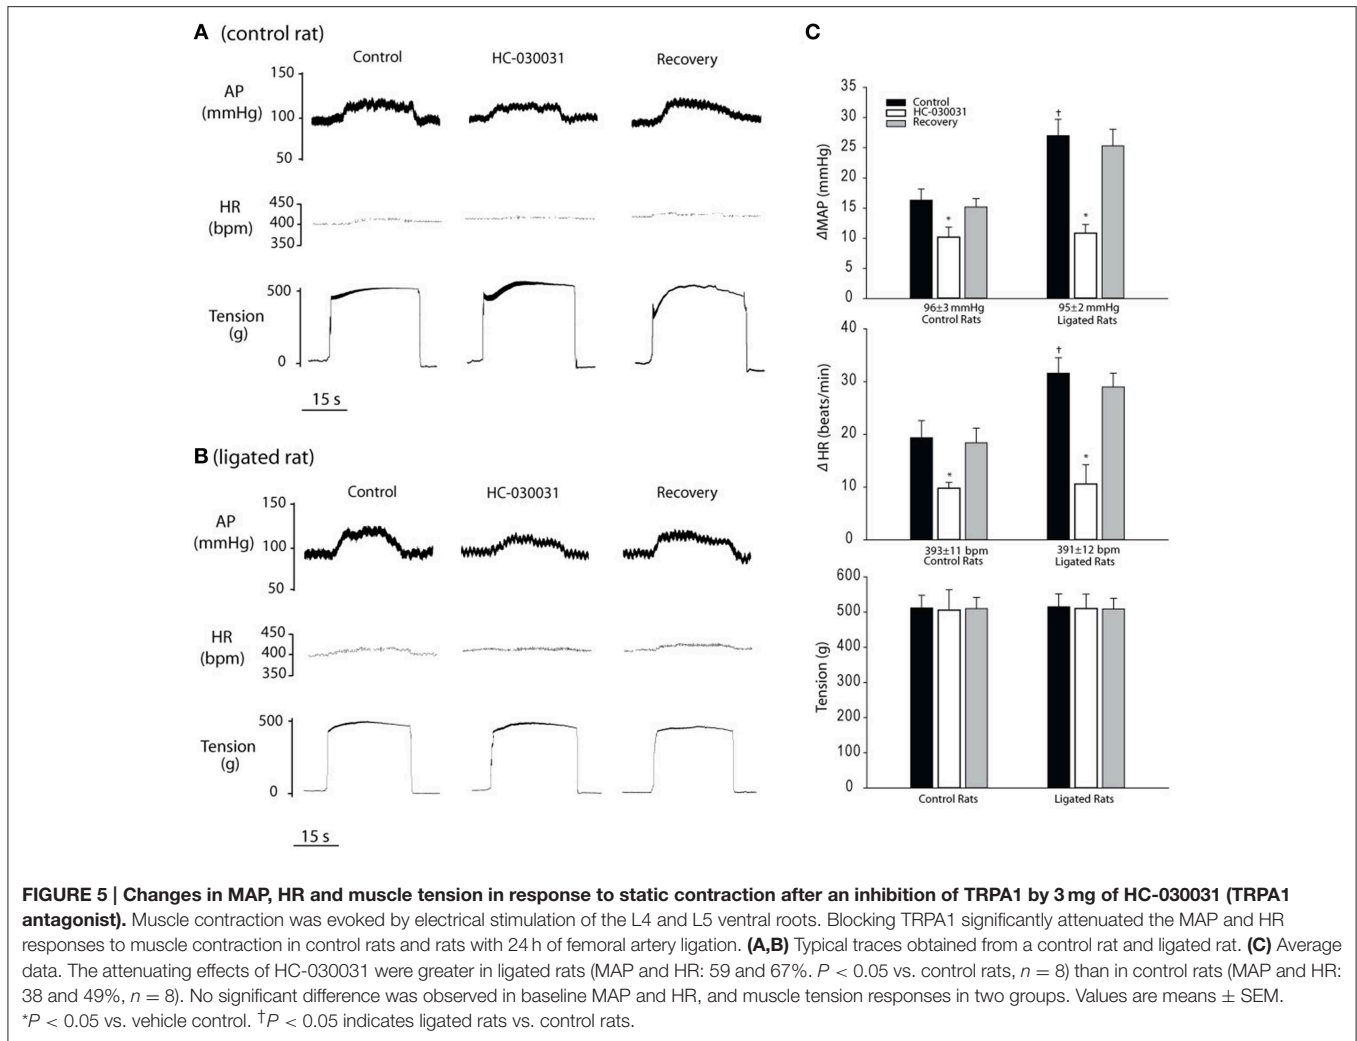 A (control rat)
Control
HC-030031
Recovery
150
AP
(mmHg)
100
50
450
HR
400
(bpm)
350
500
Tension
(g)
0
15 s
B (ligated rat)
Control
HC-030031
Recovery
150
AP
(mmHg)
100
50
HR
450
(bpm)
400
350
500
Tension
(g)
0
15 s
C
35
30
25
20
15
10
5
0
ΔMAP (mmHg)
Control
HC-030031
Recovery
†
*
*
96±3 mmHg
Control Rats
95±2 mmHg
Ligated Rats
40
30
20
10
0
ΔHR (beats/min)
†
*
*
393±11 bpm
Control Rats
391±12 bpm
Ligated Rats
600
500
400
300
200
100
0
Tension (g)
Control Rats
Ligated Rats
FIGURE 5 | Changes in MAP, HR and muscle tension in response to static contraction after an inhibition of TRPA1 by 3 mg of HC-030031 (TRPA1
antagonist). Muscle contraction was evoked by electrical stimulation of the L4 and L5 ventral roots. Blocking TRPA1 significantly attenuated the MAP and HR
responses to muscle contraction in control rats and rats with 24 h of femoral artery ligation. (A,B) Typical traces obtained from a control rat and ligated rat. (C) Average
data. The attenuating effects of HC-030031 were greater in ligated rats (MAP and HR: 59 and 67%. P < 0.05 vs. control rats, n = 8) than in control rats (MAP and HR:
38 and 49%, n = 8). No significant difference was observed in baseline MAP and HR, and muscle tension responses in two groups. Values are means ± SEM.
*P < 0.05 vs. vehicle control. †P < 0.05 indicates ligated rats vs. control rats.